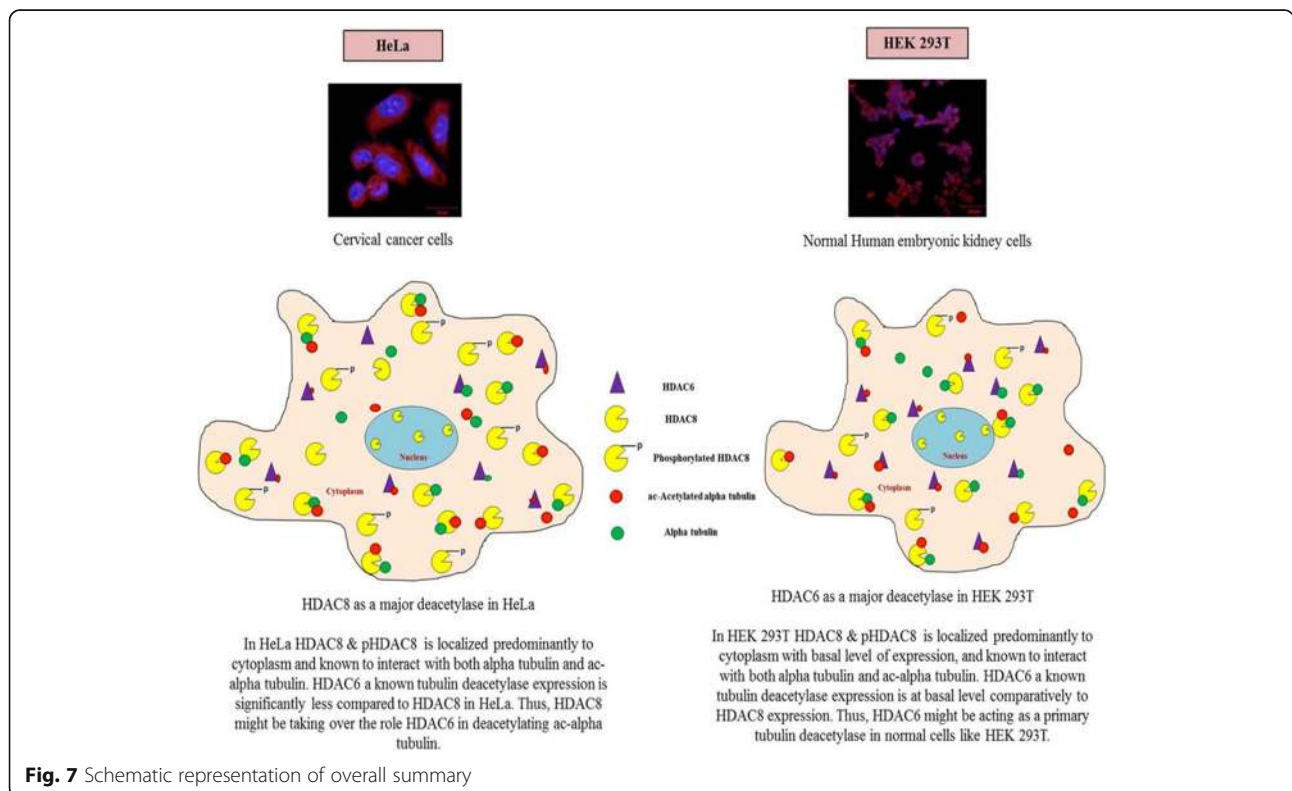 HeLa
HEK 293T
Cervical cancer cells
Normal Human embryonic kidney cells
p
p
p
p
p
p
p
Nucleus
Cytoplasm
HDAC6
HDAC8
p
Phosphorylated HDAC8
ac-Acetylated alpha tubulin
Alpha tubulin
p
p
p
p
Nucleus
Cytoplasm
HDAC8 as a major deacetylase in HeLa
In HeLa HDAC8 & pHDAC8 is localized predominantly to
cytoplasm and known to interact with both alpha tubulin and ac-
alpha tubulin. HDAC6 a known tubulin deacetylase expression is
significantly less compared to HDAC8 in HeLa. Thus, HDAC8
might be taking over the role HDAC6 in deacetylating ac-alpha
tubulin.
HDAC6 as a major deacetylase in HEK 293T
In HEK 293T HDAC8 & pHDAC8 is localized predominantly to
cytoplasm with basal level of expression, and known to interact
with both alpha tubulin and ac-alpha tubulin. HDAC6 a known
tubulin deacetylase expression is at basal level comparatively to
HDAC8 expression. Thus, HDAC6 might be acting as a primary
tubulin deacetylase in normal cells like HEK 293T.
Fig. 7 Schematic representation of overall summary